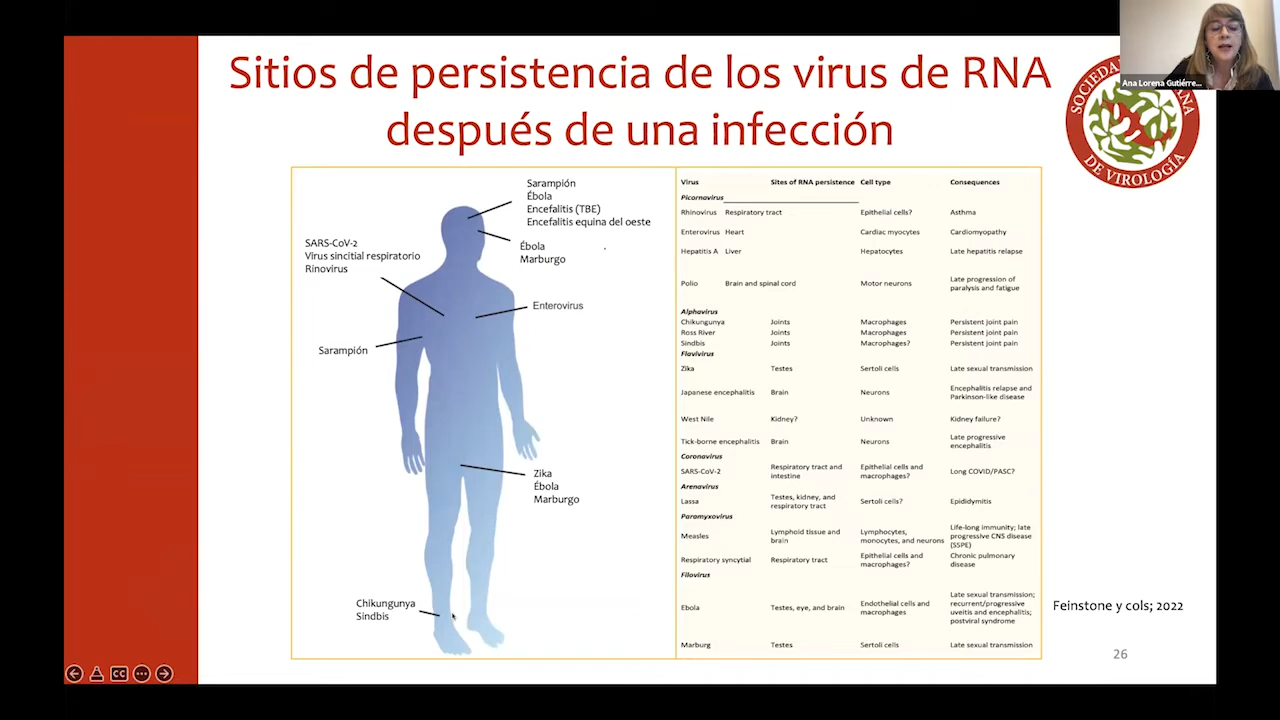 Sitios de persistencia de los virus de RNA
después de una infección
Ana Lorena Gutiérre...
DE VIROLOGÍA
Sarampión
Ébola
Encefalitis (TBE)
Encefalitis equina del oeste
Ébola
Marburgo
SARS-CoV-2
Virus sincitial respiratorio
Rinovirus
Enterovirus
Sarampión
Zika
Ébola
Marburgo
Chikungunya
Sindbis
Virus Sites of RNA persistence Cell type Consequences
Picornavirus
Rhinovirus Respiratory tract Epithelial cells? Asthma
Enterovirus Heart Cardiac myocytes Cardiomyopathy
Hepatitis A Liver Hepatocytes Late hepatitis relapse
Polio Brain and spinal cord Motor neurons Late progression of
paralysis and fatigue
Alphavirus
Chikungunya Joints Macrophages Persistent joint pain
Ross River Joints Macrophages Persistent joint pain
Sindbis Joints Macrophages? Persistent joint pain
Flavivirus
Zika Testes Sertoli cells Late sexual transmission
Japanese encephalitis Brain Neurons Encephalitis relapse and
Parkinson-like disease
West Nile Kidney? Unknown Kidney failure?
Tick-borne encephalitis Brain Neurons Late progressive
encephalitis
Coronavirus
SARS-CoV-2 Respiratory tract and Epithelial cells and Long COVID/PASC?
intestine macrophages?
Arenavirus
Lassa Testes, kidney, and Sertoli cells? Epididymitis
respiratory tract
Paramyxovirus
Measles Lymphoid tissue and Lymphocytes, Life-long immunity; late
brain monocytes, and neurons progressive CNS disease
(SSPE)
Respiratory syncytial Respiratory tract Epithelial cells and Chronic pulmonary
macrophages? disease
Filovirus
Ebola Testes, eye, and brain Endothelial cells and Late sexual transmission;
macrophages recurrent/progressive
uveitis and encephalitis;
postviral syndrome
Marburg Testes Sertoli cells Late sexual transmission
Feinstone y cols; 2022
26
CC